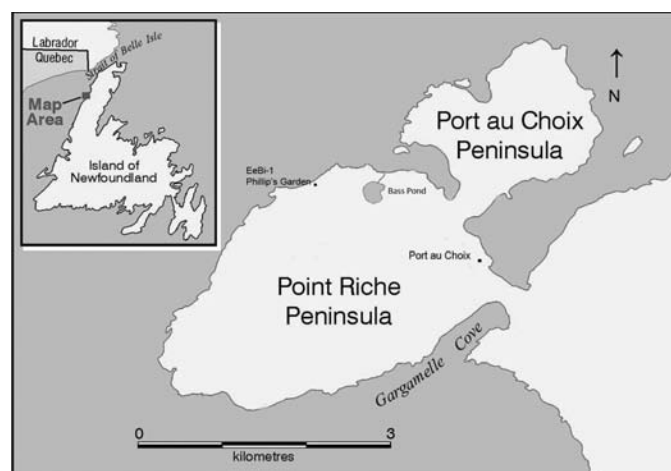 Labrador
Quebec
Strait of Belle Isle
Map
Area
Island of
Newfoundland
N
Port au Choix
Peninsula
EeBi-1
Phillip's Garden
Bass Pond
Port au Choix
Point Riche
Peninsula
Gargamelle Cove
0 3
kilometres